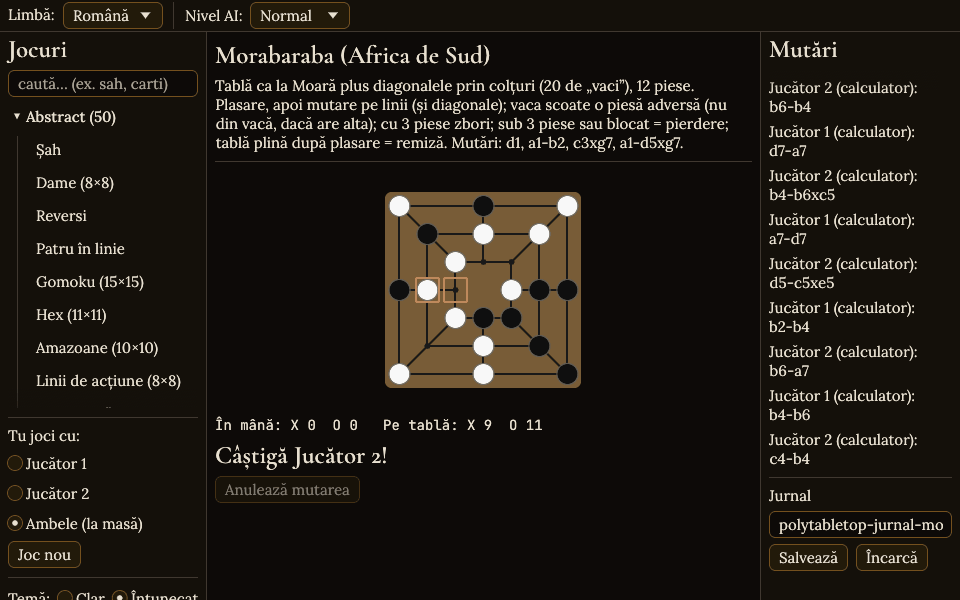 Limbă: Română Nivel AI: Normal
Jocuri
caută... (ex. sah, carti)
Abstract (50)
Șah
Dame (8×8)
Reversi
Patru în linie
Gomoku (15×15)
Hex (11×11)
Amazoane (10×10)
Linii de acțiune (8×8)
Tu joci cu:
Jucător 1
Jucător 2
Ambele (la masă)
Joc nou
Temă: Clar Întunecat
Morabaraba (Africa de Sud)
Tablă ca la Moară plus diagonalele prin colțuri (20 de „vaci”), 12 piese.
Plasare, apoi mutare pe linii (și diagonale); vaca scoate o piesă adversă (nu
din vacă, dacă are alta); cu 3 piese zbori; sub 3 piese sau blocat = pierdere;
tablă plină după plasare = remiză. Mutări: d1, a1-b2, c3xg7, a1-d5xg7.
În mână: X 0 O 0 Pe tablă: X 9 O 11
Câștigă Jucător 2!
Anulează mutarea
Mutări
Jucător 2 (calculator):
b6-b4
Jucător 1 (calculator):
d7-a7
Jucător 2 (calculator):
b4-b6xc5
Jucător 1 (calculator):
a7-d7
Jucător 2 (calculator):
d5-c5xe5
Jucător 1 (calculator):
b2-b4
Jucător 2 (calculator):
b6-a7
Jucător 1 (calculator):
b4-b6
Jucător 2 (calculator):
c4-b4
Jurnal
polytabletop-jurnal-mo
Salvează Încarcă